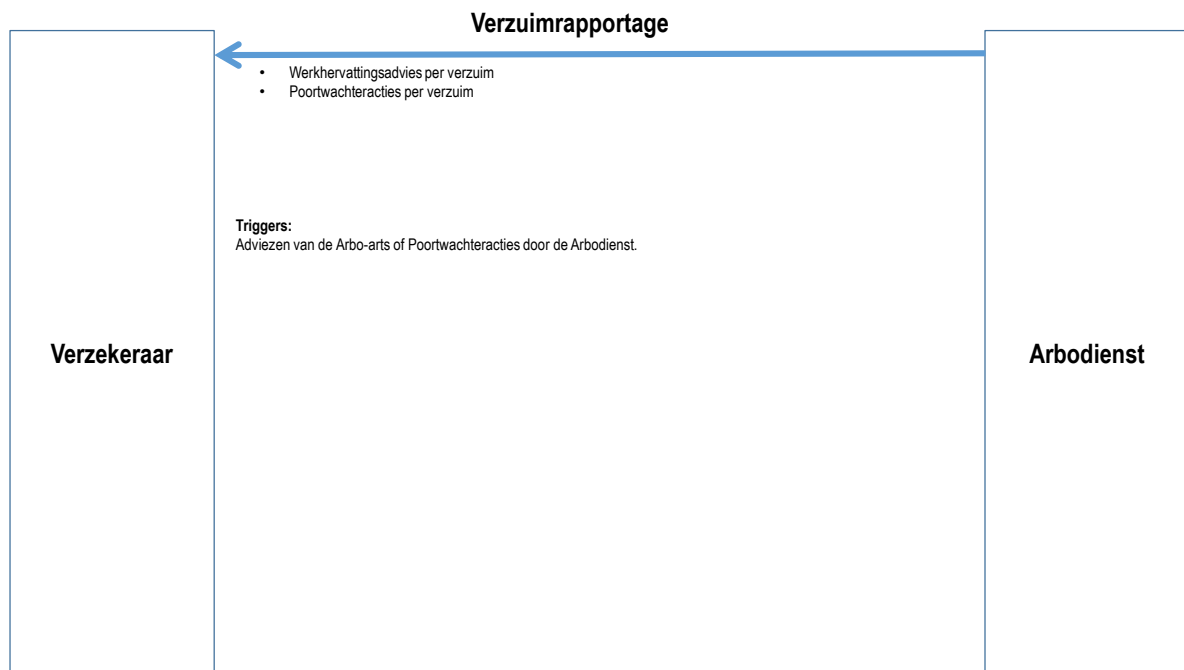 Verzuimrapportage
• Werkhervattingsadvies per verzuim
• Poortwachteracties per verzuim
Triggers:
Adviezen van de Arbo-arts of Poortwachteracties door de Arbodienst.
Verzekeraar
Arbodienst